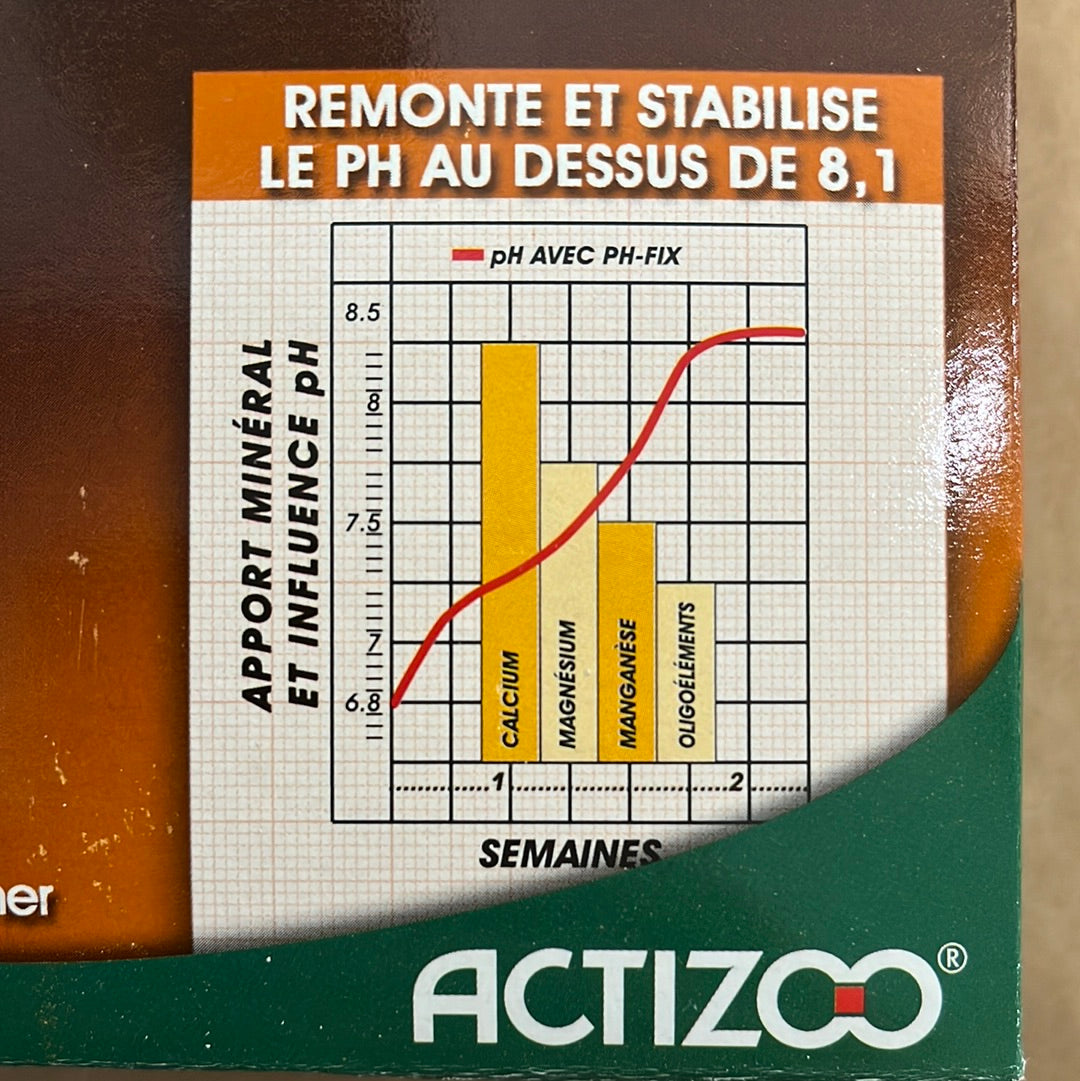 REMONTE ET STABILISE
LE PH AU DESSUS DE 8,1
pH AVEC PH-FIX
8.5
8
7.5
7
6.8
APPORT MINÉRAL
ET INFLUENCE pH
CALCIUM
MAGNÉSIUM
MANGANÈSE
OLIGOÉLÉMENTS
1
2
SEMAINES
er
ACTIZOO®